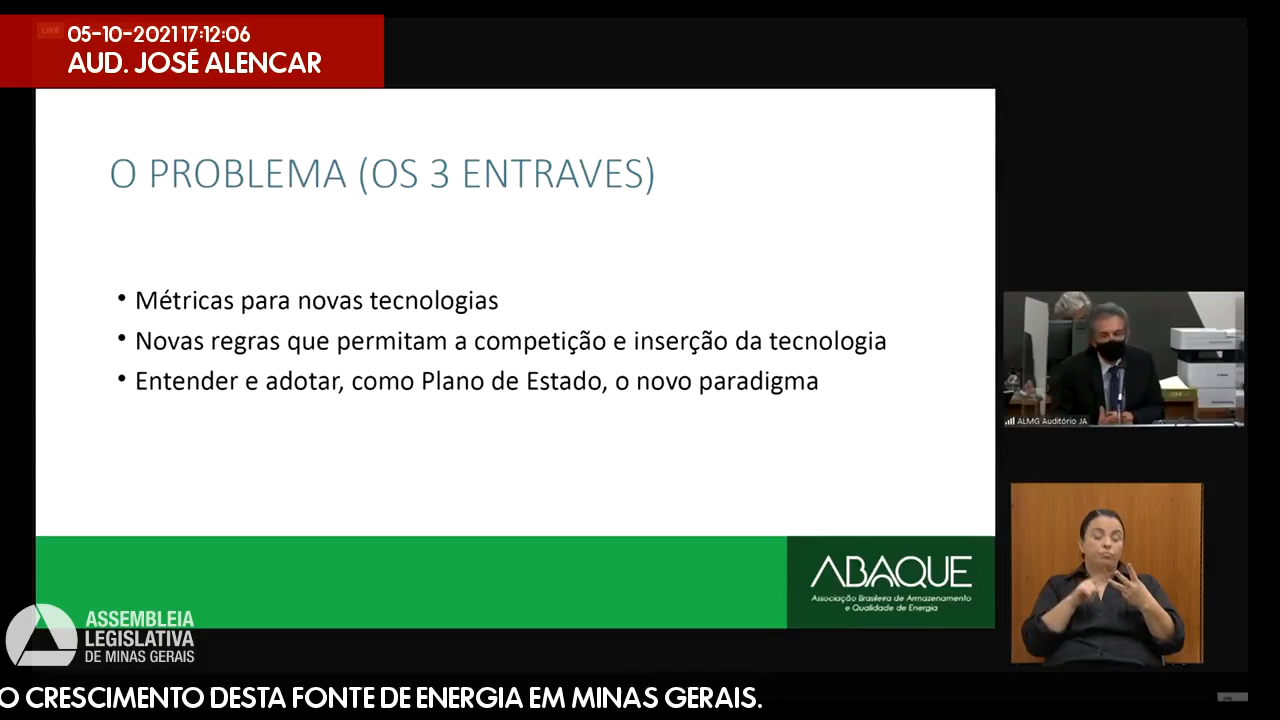 LIVE
05-10-2021 17:12:06
AUD. JOSÉ ALENCAR
O PROBLEMA (OS 3 ENTRAVES)
• Métricas para novas tecnologias
• Novas regras que permitam a competição e inserção da tecnologia
• Entender e adotar, como Plano de Estado, o novo paradigma
ALMG Auditório JA
ABAQUE
Associação Brasileira de Armazenamento
e Qualidade de Energia
ASSEMBLEIA
LEGISLATIVA
DE MINAS GERAIS
O CRESCIMENTO DESTA FONTE DE ENERGIA EM MINAS GERAIS.